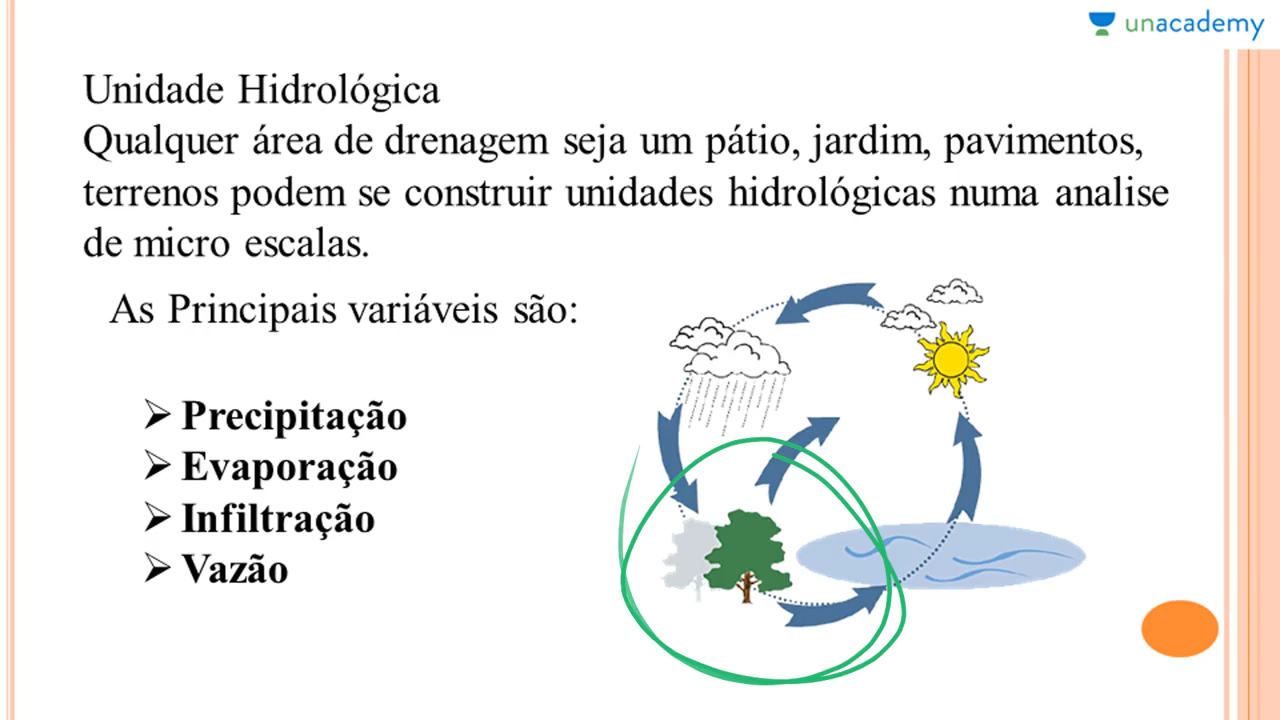 unacademy
Unidade Hidrológica
Qualquer área de drenagem seja um pátio, jardim, pavimentos,
terrenos podem se construir unidades hidrológicas numa analise
de micro escalas.
As Principais variáveis são:
Precipitação
Evaporação
Infiltração
Vazão